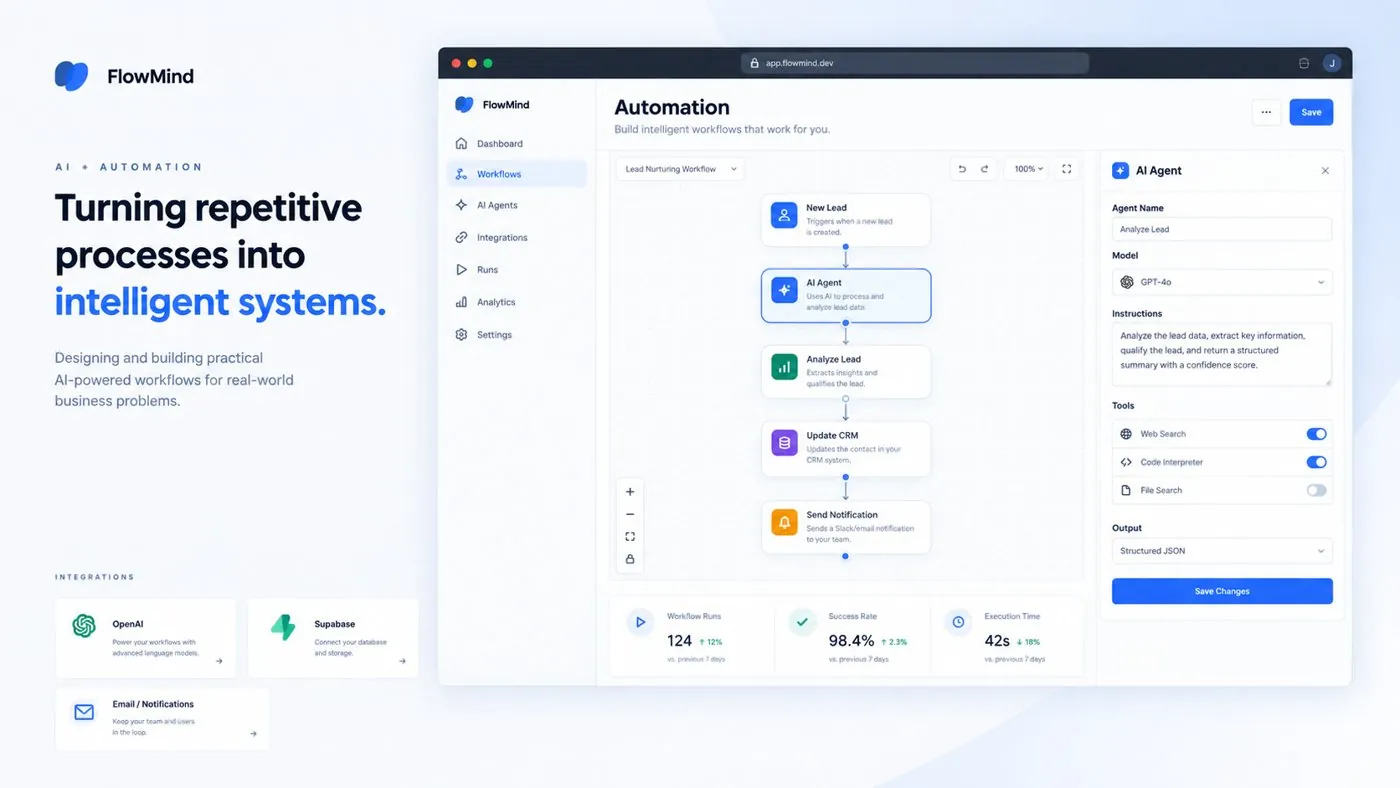 FlowMind
AI • AUTOMATION
Turning repetitive
processes into
intelligent systems.
Designing and building practical
AI-powered workflows for real-world
business problems.
INTEGRATIONS
OpenAI
Power your workflows with
advanced language models.
→
Supabase
Connect your database
and storage.
→
Email / Notifications
Keep your team and users
in the loop.
→
app.flowmind.dev
J
FlowMind
Dashboard
Workflows
AI Agents
Integrations
Runs
Analytics
Settings
Automation
Build intelligent workflows that work for you.
...
Save
Lead Nurturing Workflow
100%
New Lead
Triggers when a new lead
is created.
AI Agent
Uses AI to process and
analyze lead data.
Analyze Lead
Extracts insights and
qualifies the lead.
Update CRM
Updates the contact in your
CRM system.
Send Notification
Sends a Slack/email notification
to your team.
Workflow Runs
124 ↑ 12%
vs. previous 7 days
Success Rate
98.4% ↑ 2.3%
vs. previous 7 days
Execution Time
42s ↓ 18%
vs. previous 7 days
AI Agent
Agent Name
Analyze Lead
Model
GPT-4o
Instructions
Analyze the lead data, extract key information,
qualify the lead, and return a structured
summary with a confidence score.
Tools
Web Search
Code Interpreter
File Search
Output
Structured JSON
Save Changes